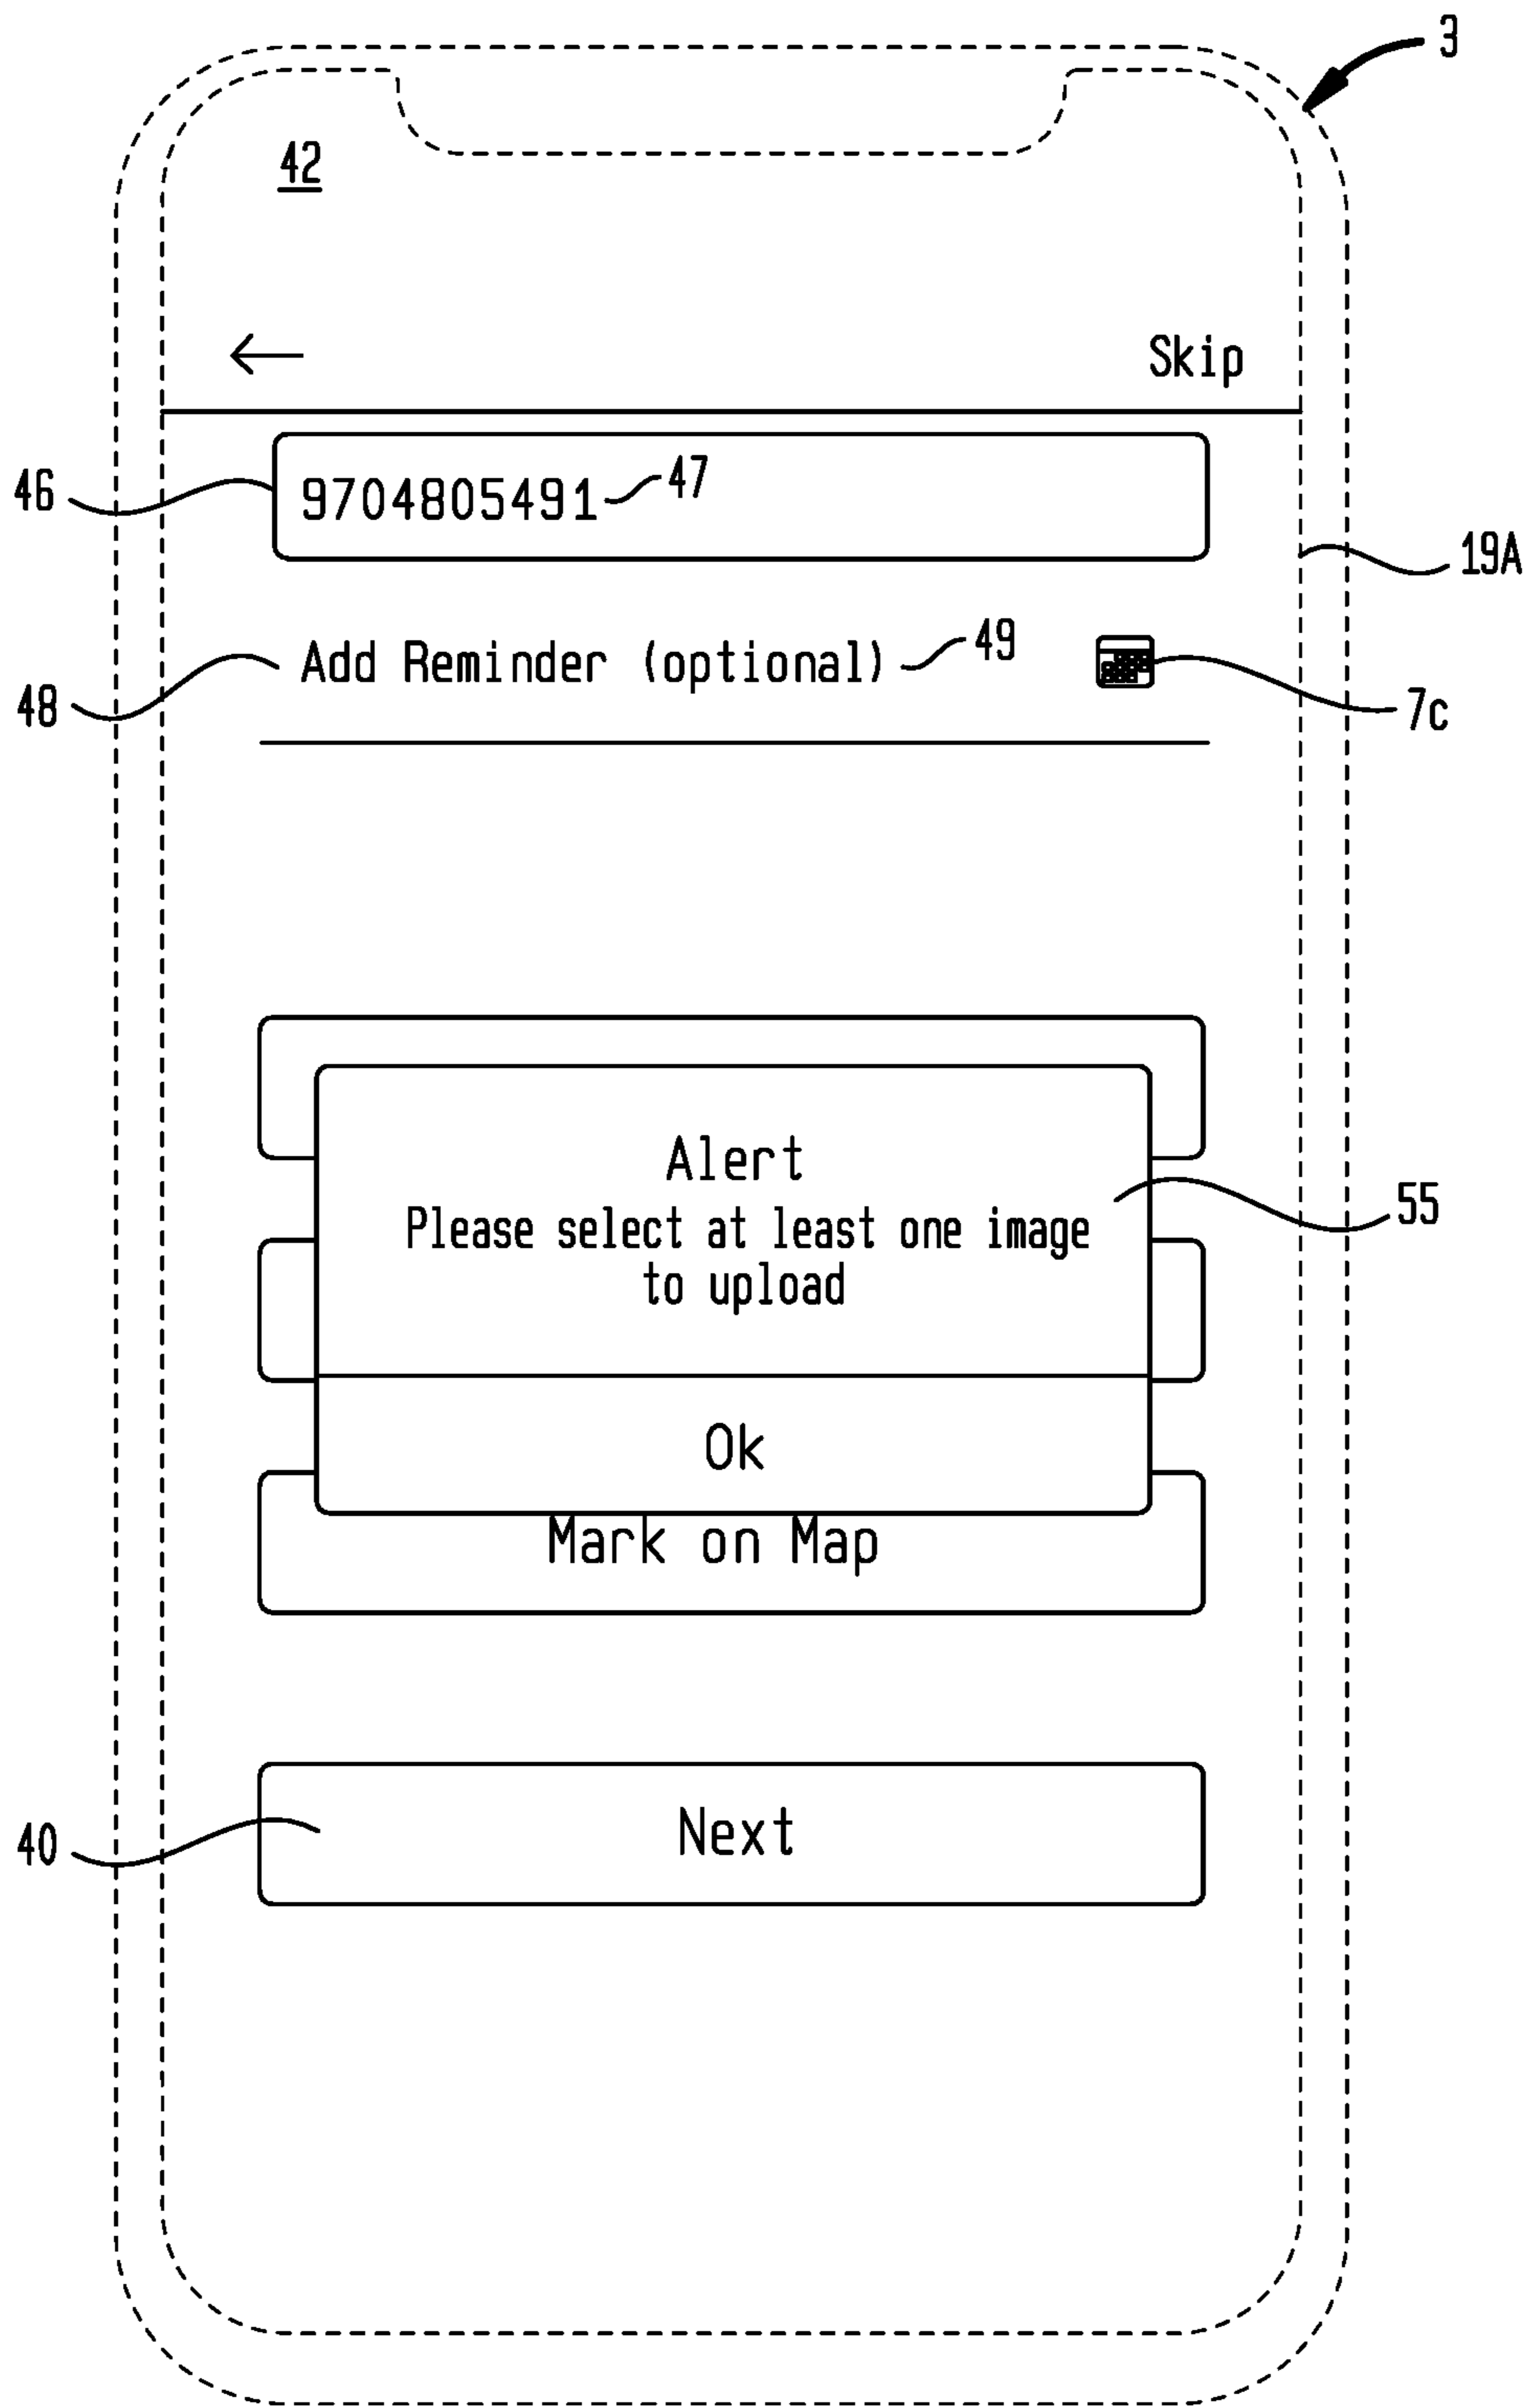 3
42
Skip
46
9704805491
47
19A
48
Add Reminder (optional)
49
7c
Alert
Please select at least one image
to upload
55
Ok
Mark on Map
40
Next